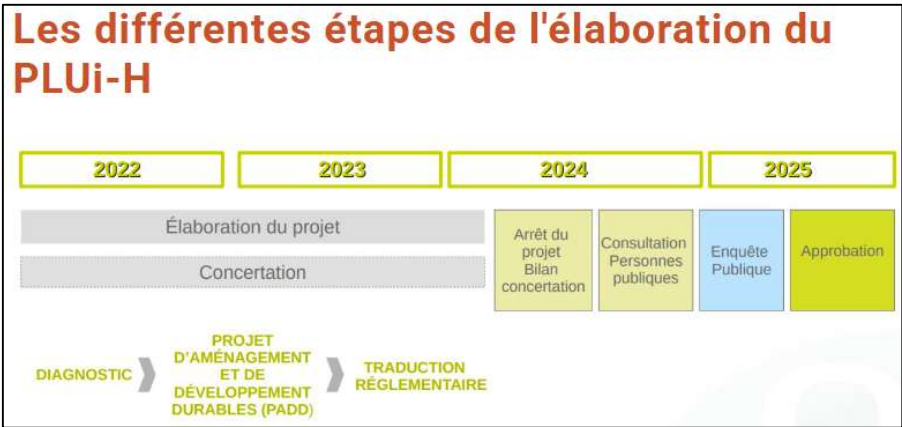 Les différentes étapes de l'élaboration du
PLUi-H
2022
2023
2024
2025
Élaboration du projet
Concertation
Arrêt du
projet
Bilan
concertation
Consultation
Personnes
publiques
Enquête
Publique
Approbation
DIAGNOSTIC
PROJET
D'AMÉNAGEMENT
ET DE
DÉVELOPPEMENT
DURABLES (PADD)
TRADUCTION
RÉGLEMENTAIRE